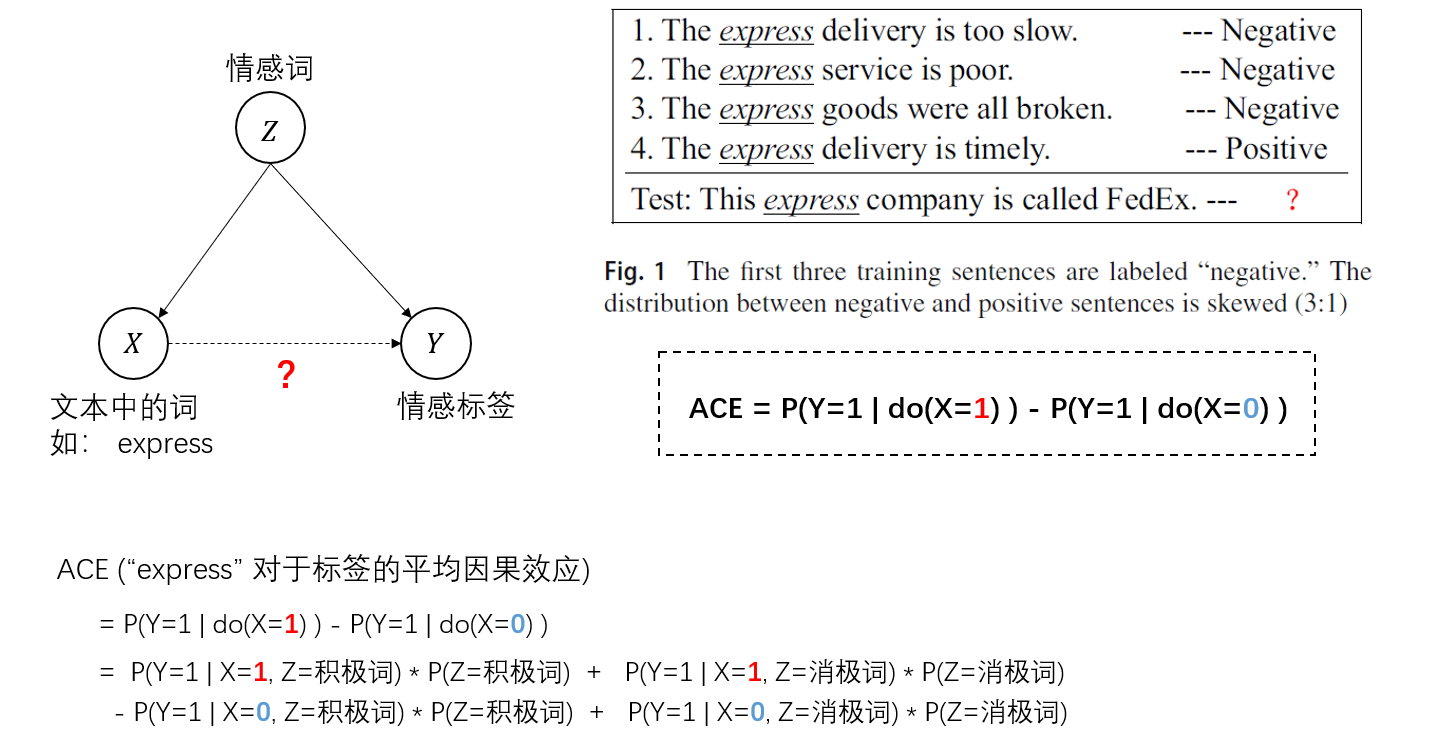 情感词
Z
X
Y
?
文本中的词
如: express
情感标签
1. The express delivery is too slow. --- Negative
2. The express service is poor. --- Negative
3. The express goods were all broken. --- Negative
4. The express delivery is timely. --- Positive
Test: This express company is called FedEx. --- ?
Fig. 1 The first three training sentences are labeled “negative.” The
distribution between negative and positive sentences is skewed (3:1)
ACE = P(Y=1 | do(X=1) ) - P(Y=1 | do(X=0) )
ACE (“express” 对于标签的平均因果效应)
= P(Y=1 | do(X=1) ) - P(Y=1 | do(X=0) )
= P(Y=1 | X=1, Z=积极词) * P(Z=积极词) + P(Y=1 | X=1, Z=消极词) * P(Z=消极词)
- P(Y=1 | X=0, Z=积极词) * P(Z=积极词) + P(Y=1 | X=0, Z=消极词) * P(Z=消极词)